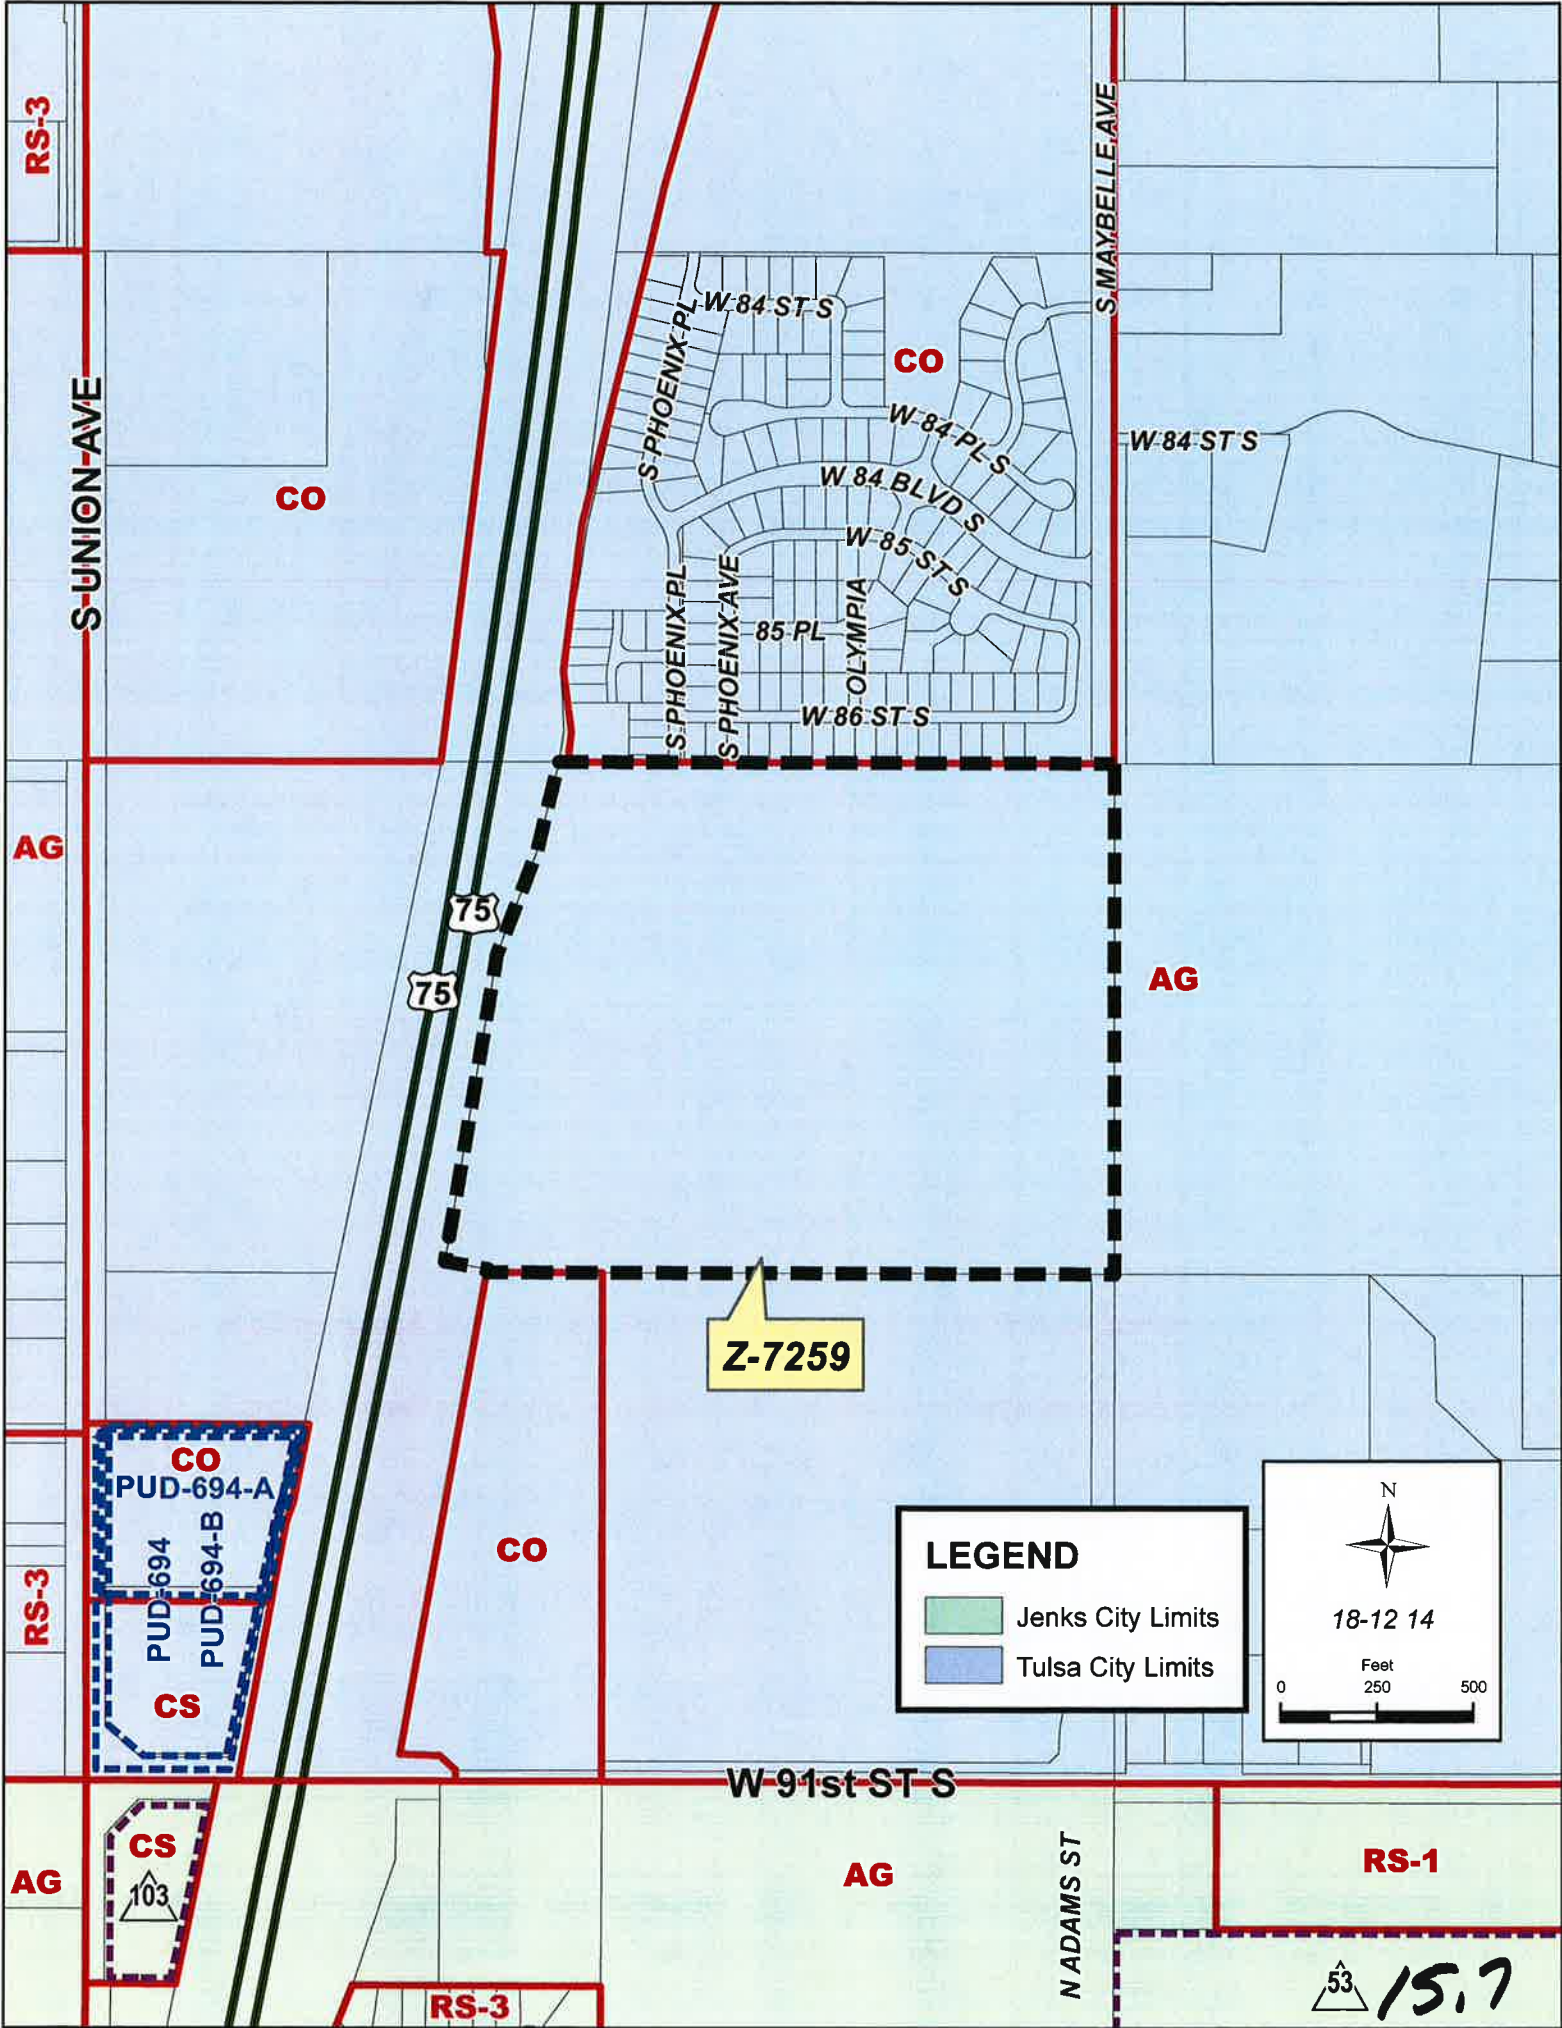 RS-3
S MAYBELLE AVE
W 84 ST S
S PHOENIX PL
CO
S UNION AVE
W 84 PL S
W 84 ST S
CO
W 84 BLVD S
W 85 ST S
S PHOENIX PL
S PHOENIX AVE
85 PL
OLYMPIA
W 86 ST S
AG
75
75
AG
Z-7259
CO
PUD-694-A
PUD-694
PUD-694-B
RS-3
CS
CO
LEGEND
Jenks City Limits
Tulsa City Limits
N
18-12 14
Feet
0 250 500
W 91st ST S
CS
103
AG
AG
N ADAMS ST
RS-1
RS-3
53
15.7